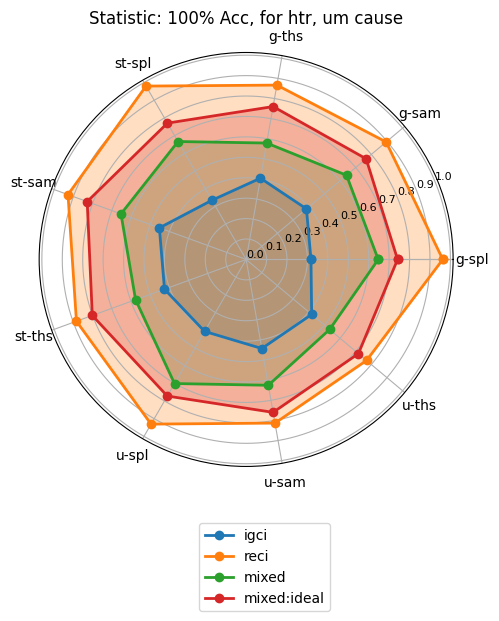 Statistic: 100% Acc, for htr, um cause
g-ths
st-spl
g-sam
st-sam
0.0 0.1 0.2 0.3 0.4 0.5 0.6 0.7 0.8 0.9 1.0
g-spl
st-ths
u-ths
u-spl
u-sam
igci
reci
mixed
mixed:ideal